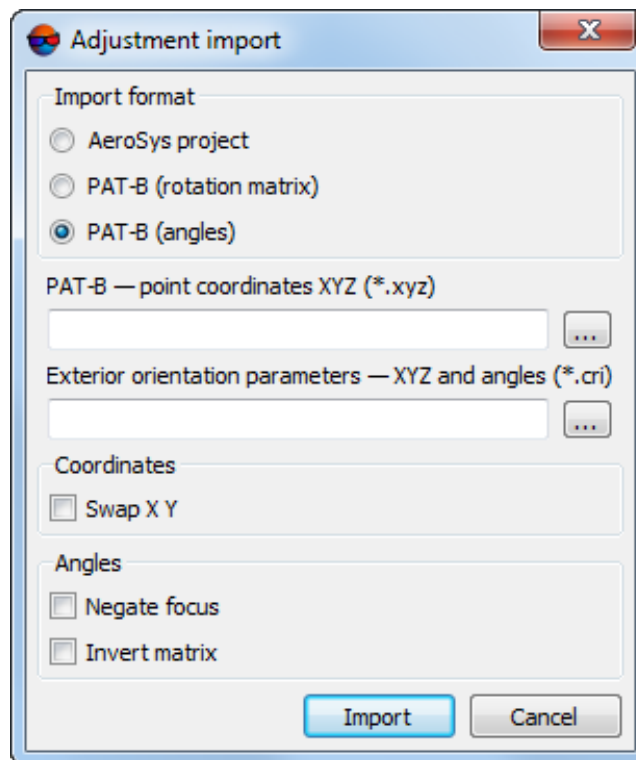 Adjustment import
Import format
AeroSys project
PAT-B (rotation matrix)
PAT-B (angles)
PAT-B — point coordinates XYZ (*.xyz)
...
Exterior orientation parameters — XYZ and angles (*.cri)
...
Coordinates
Swap X Y
Angles
Negate focus
Invert matrix
Import Cancel